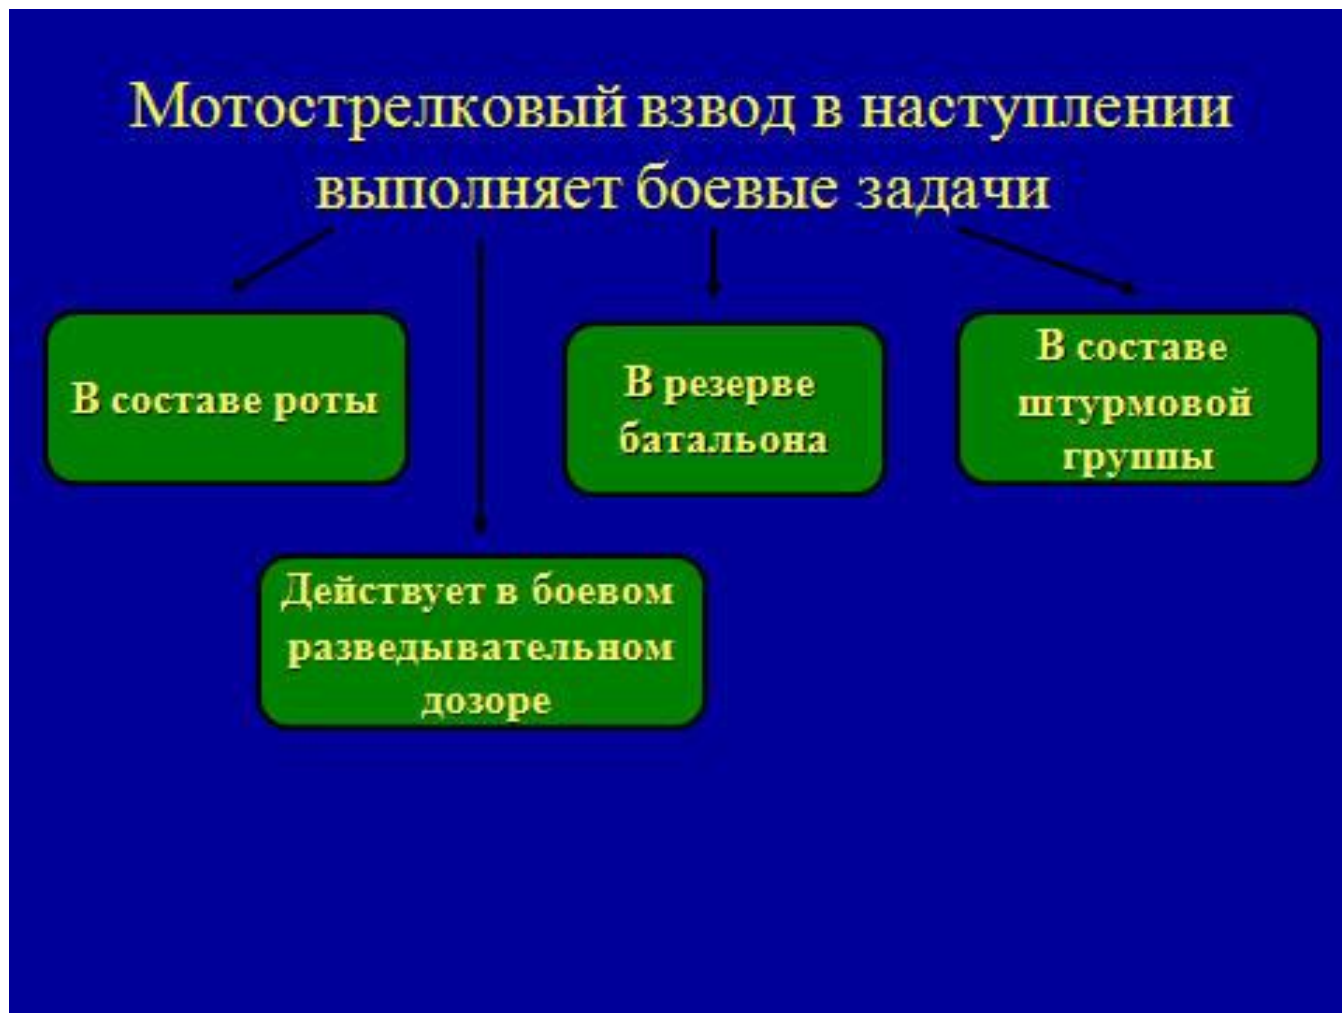 Мотострелковый взвод в наступлении
выполняет боевые задачи
В составе роты
В резерве
батальона
В составе
штурмовой
группы
Действует в боевом
разведывательном
дозоре